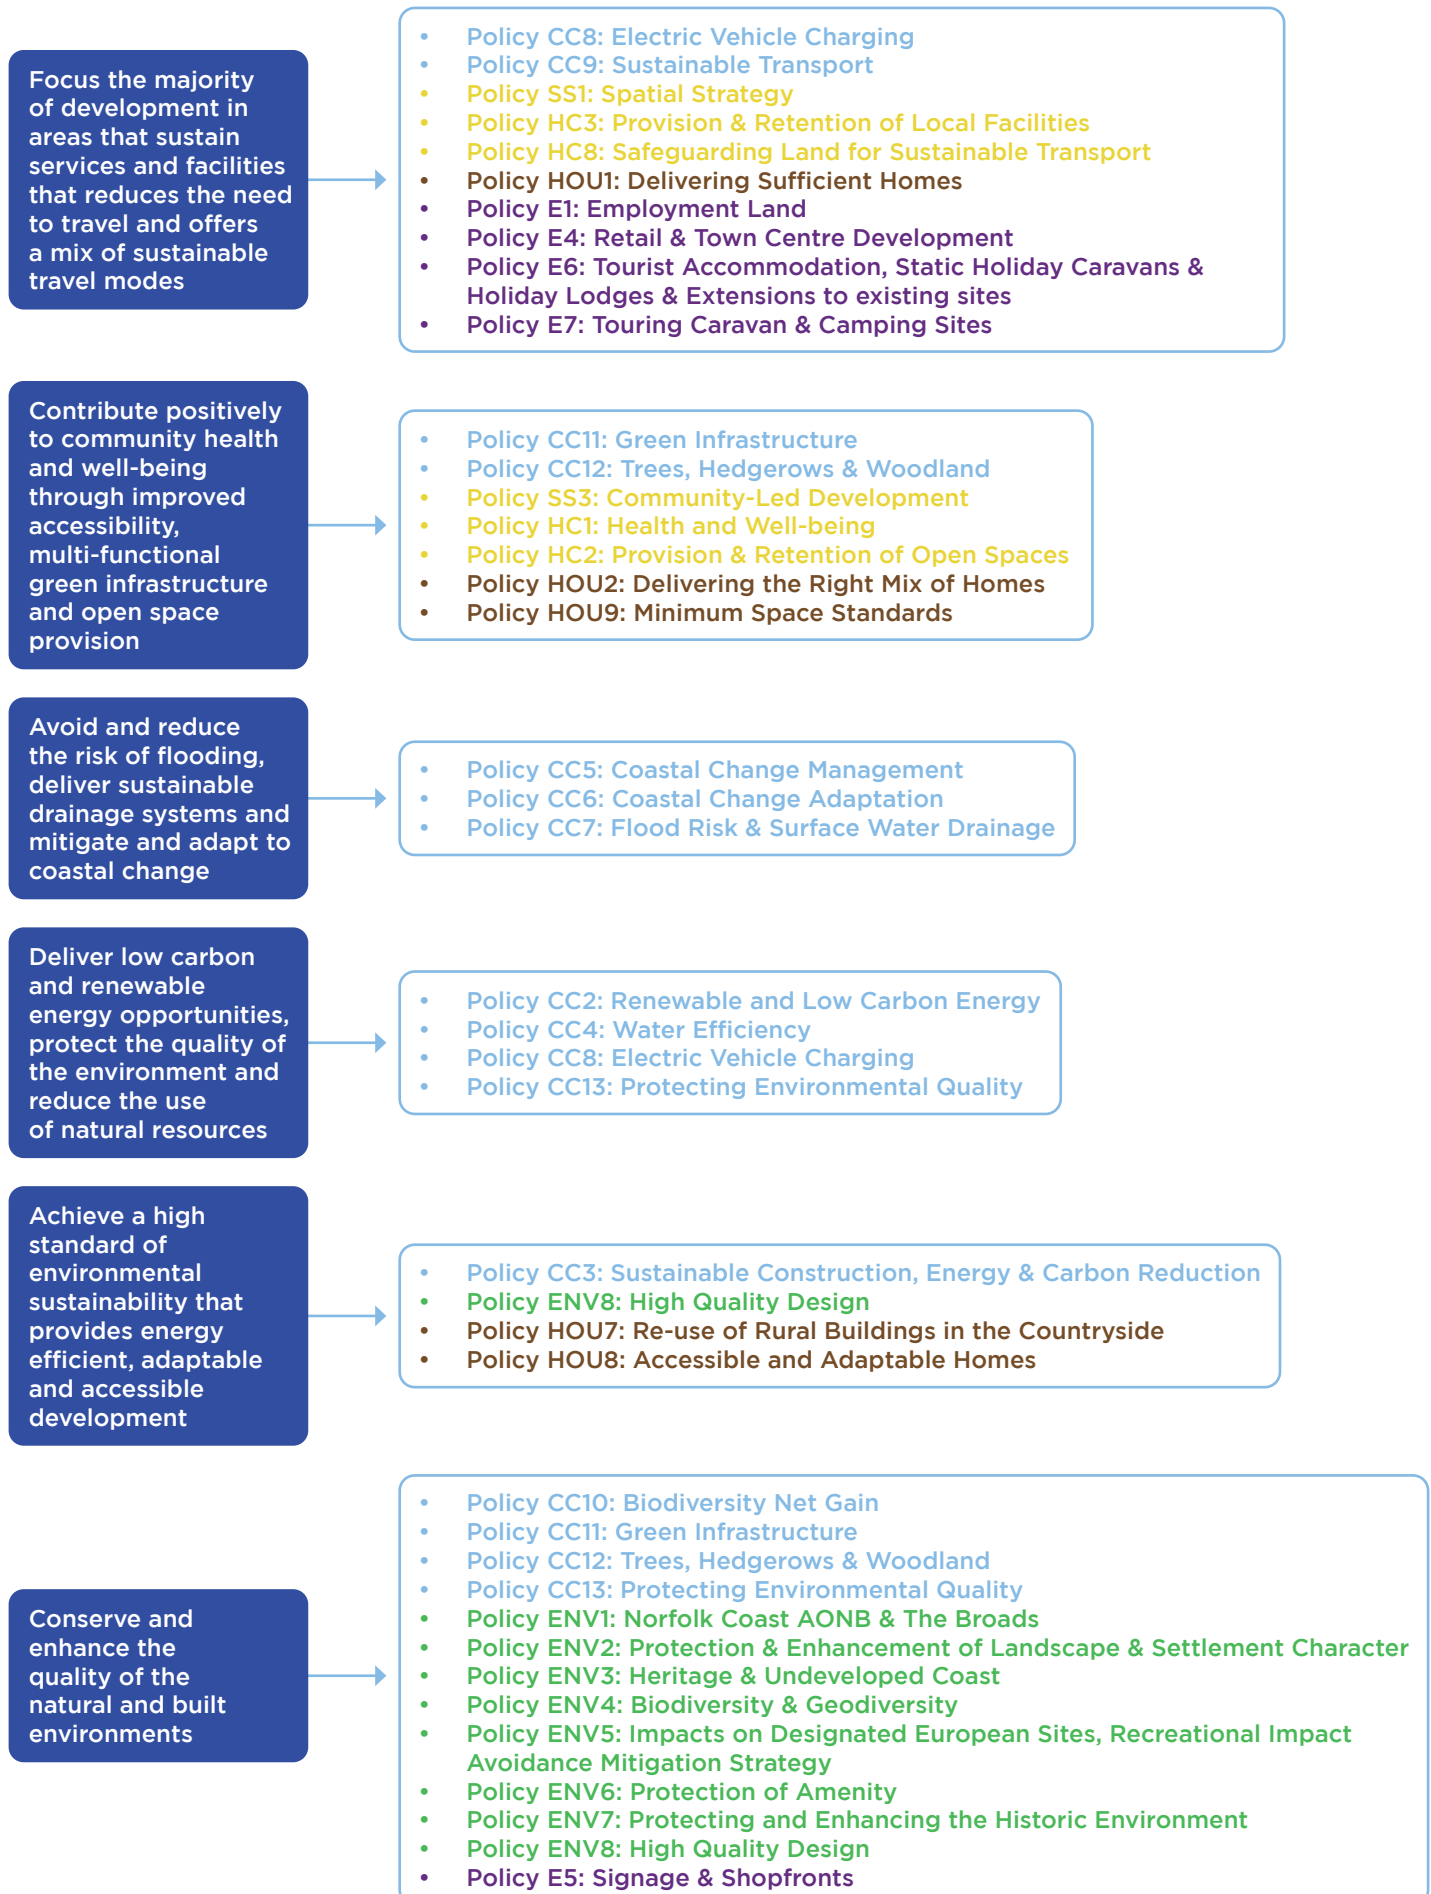 Focus the majority
of development in
areas that sustain
services and facilities
that reduces the need
to travel and offers
a mix of sustainable
travel modes
• Policy CC8: Electric Vehicle Charging
• Policy CC9: Sustainable Transport
• Policy SS1: Spatial Strategy
• Policy HC3: Provision & Retention of Local Facilities
• Policy HC8: Safeguarding Land for Sustainable Transport
• Policy HOU1: Delivering Sufficient Homes
• Policy E1: Employment Land
• Policy E4: Retail & Town Centre Development
• Policy E6: Tourist Accommodation, Static Holiday Caravans &
Holiday Lodges & Extensions to existing sites
• Policy E7: Touring Caravan & Camping Sites
Contribute positively
to community health
and well-being
through improved
accessibility,
multi-functional
green infrastructure
and open space
provision
• Policy CC11: Green Infrastructure
• Policy CC12: Trees, Hedgerows & Woodland
• Policy SS3: Community-Led Development
• Policy HC1: Health and Well-being
• Policy HC2: Provision & Retention of Open Spaces
• Policy HOU2: Delivering the Right Mix of Homes
• Policy HOU9: Minimum Space Standards
Avoid and reduce
the risk of flooding,
deliver sustainable
drainage systems and
mitigate and adapt to
coastal change
• Policy CC5: Coastal Change Management
• Policy CC6: Coastal Change Adaptation
• Policy CC7: Flood Risk & Surface Water Drainage
Deliver low carbon
and renewable
energy opportunities,
protect the quality of
the environment and
reduce the use
of natural resources
• Policy CC2: Renewable and Low Carbon Energy
• Policy CC4: Water Efficiency
• Policy CC8: Electric Vehicle Charging
• Policy CC13: Protecting Environmental Quality
Achieve a high
standard of
environmental
sustainability that
provides energy
efficient, adaptable
and accessible
development
• Policy CC3: Sustainable Construction, Energy & Carbon Reduction
• Policy ENV8: High Quality Design
• Policy HOU7: Re-use of Rural Buildings in the Countryside
• Policy HOU8: Accessible and Adaptable Homes
Conserve and
enhance the
quality of the
natural and built
environments
• Policy CC10: Biodiversity Net Gain
• Policy CC11: Green Infrastructure
• Policy CC12: Trees, Hedgerows & Woodland
• Policy CC13: Protecting Environmental Quality
• Policy ENV1: Norfolk Coast AONB & The Broads
• Policy ENV2: Protection & Enhancement of Landscape & Settlement Character
• Policy ENV3: Heritage & Undeveloped Coast
• Policy ENV4: Biodiversity & Geodiversity
• Policy ENV5: Impacts on Designated European Sites, Recreational Impact
Avoidance Mitigation Strategy
• Policy ENV6: Protection of Amenity
• Policy ENV7: Protecting and Enhancing the Historic Environment
• Policy ENV8: High Quality Design
• Policy E5: Signage & Shopfronts